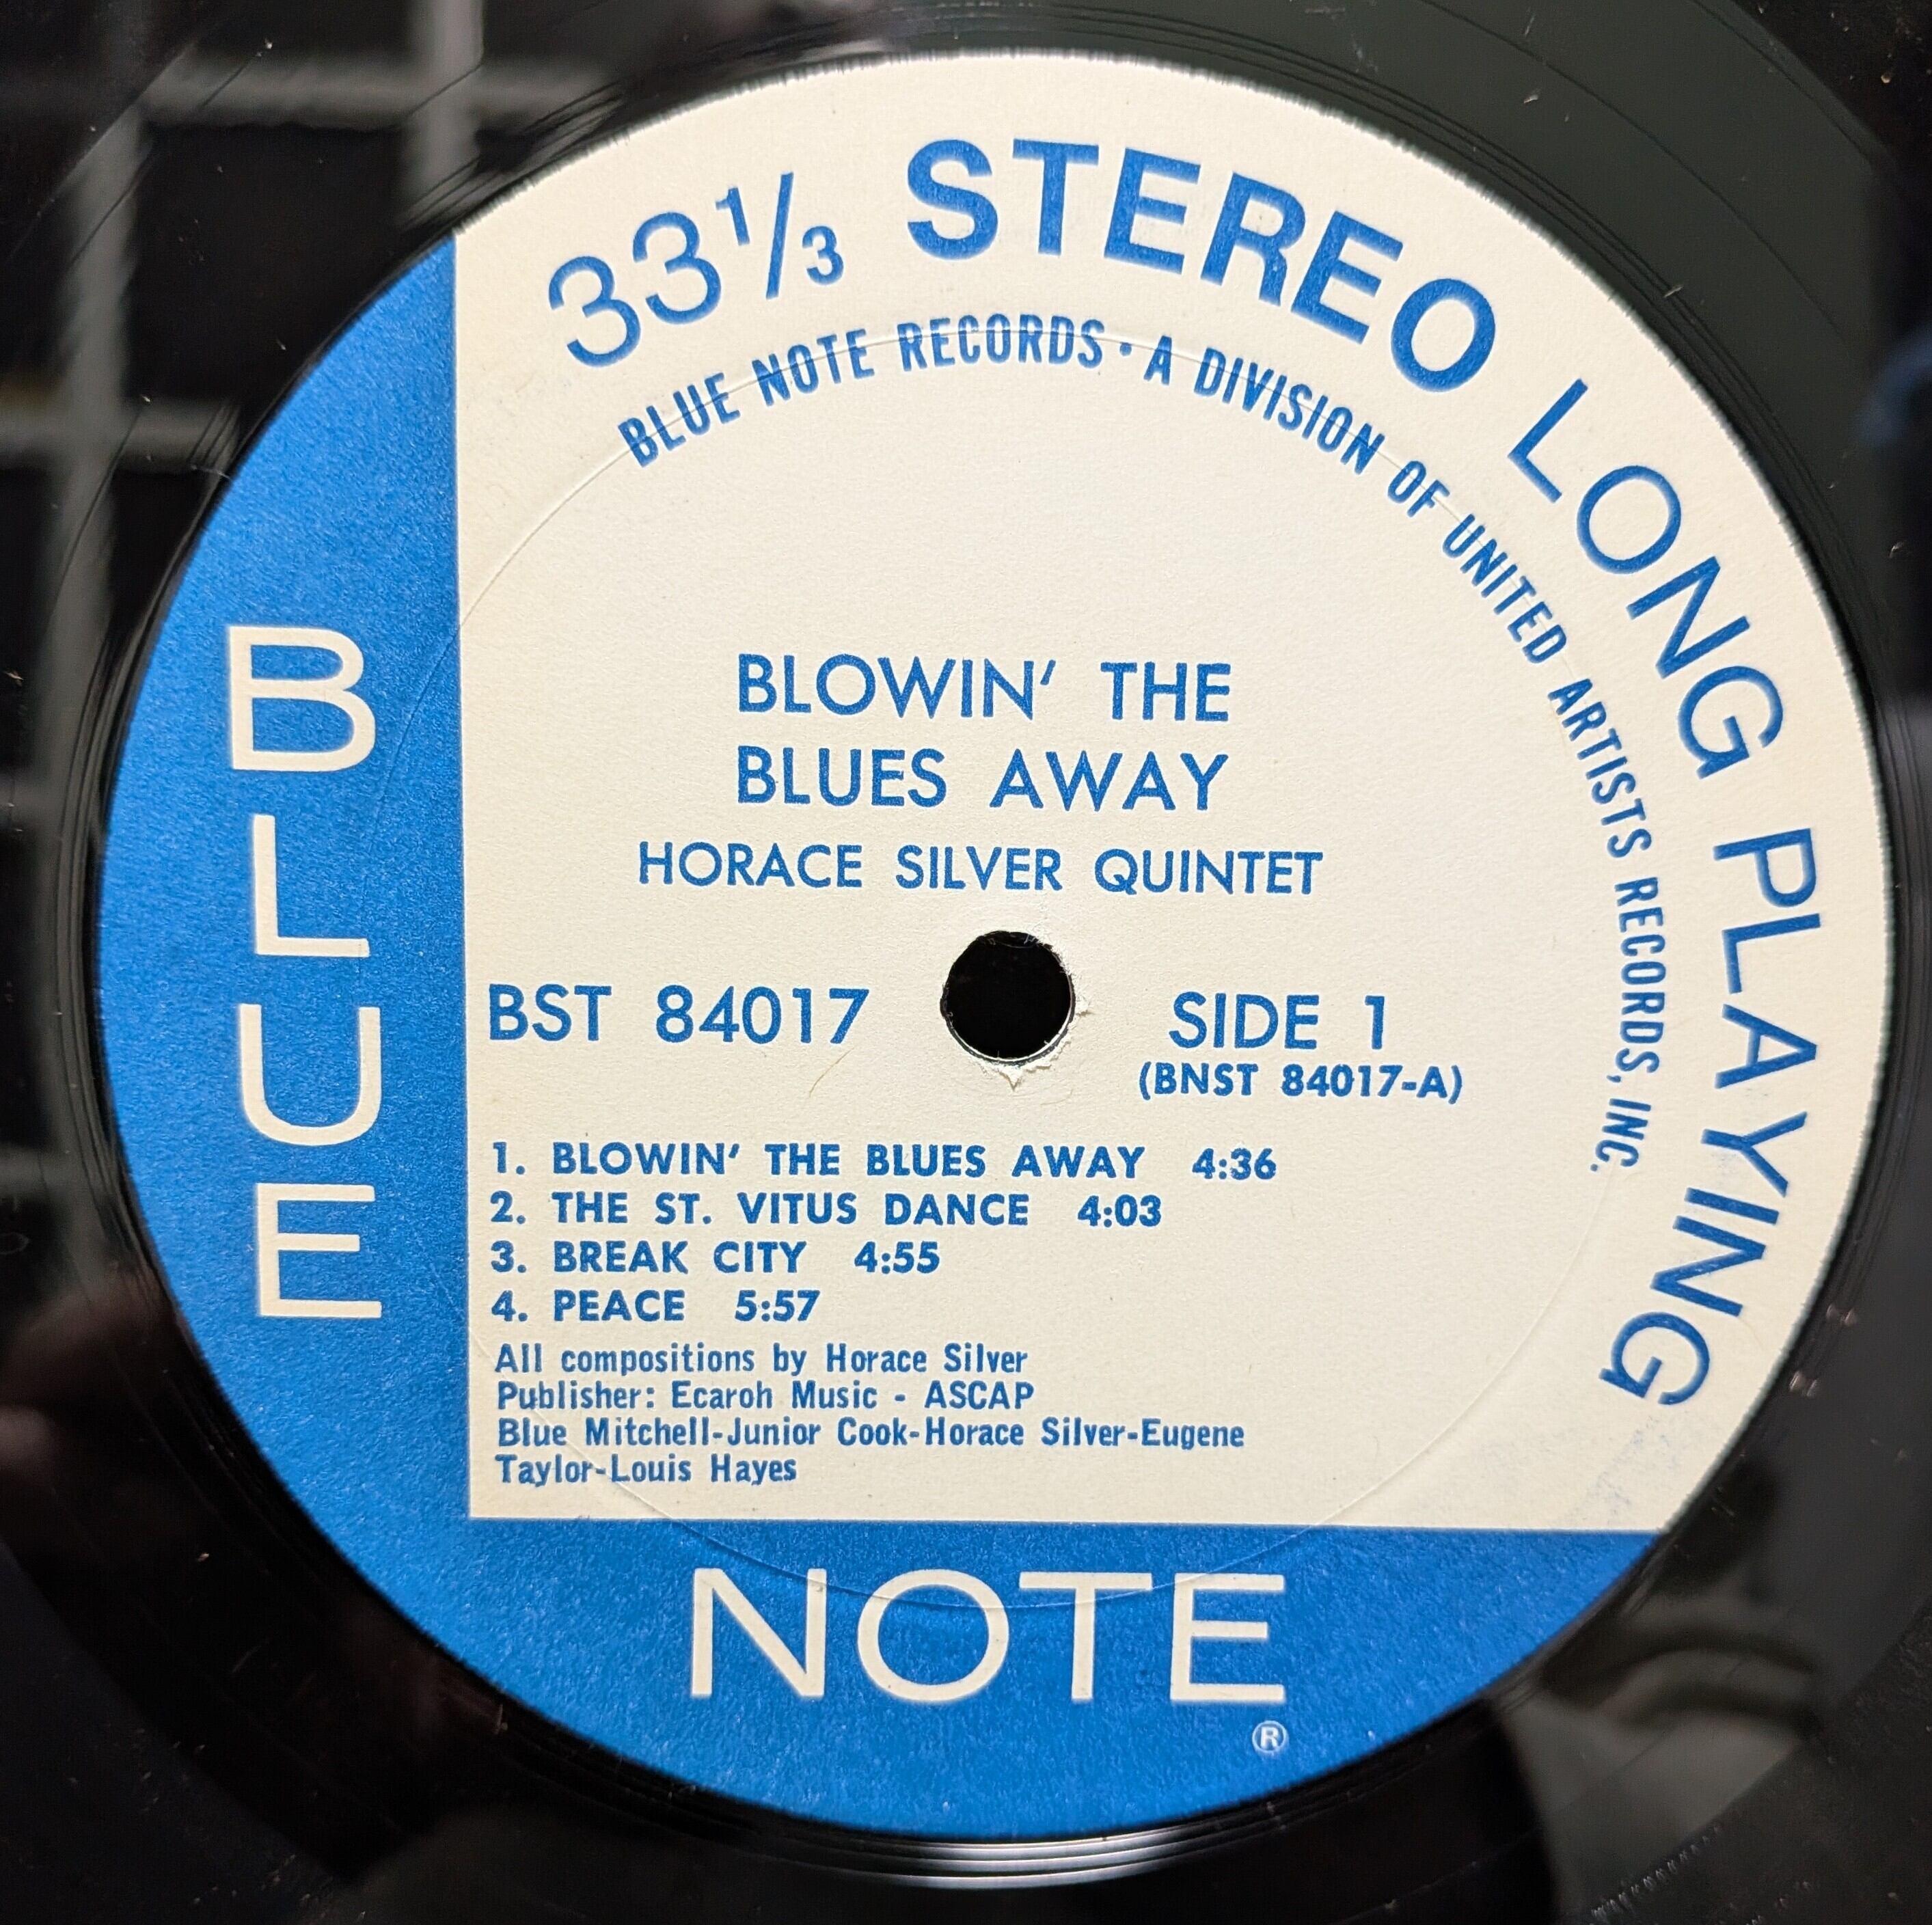 33⅓ STEREO LONG PLAYING
BLUE NOTE RECORDS · A DIVISION OF UNITED ARTISTS RECORDS, INC.
BLOWIN' THE
BLUES AWAY
HORACE SILVER QUINTET
BST 84017
SIDE 1
(BNST 84017-A)
1. BLOWIN' THE BLUES AWAY 4:36
2. THE ST. VITUS DANCE 4:03
3. BREAK CITY 4:55
4. PEACE 5:57
All compositions by Horace Silver
Publisher: Ecaroh Music - ASCAP
Blue Mitchell-Junior Cook-Horace Silver-Eugene
Taylor-Louis Hayes
BLUE
NOTE
®